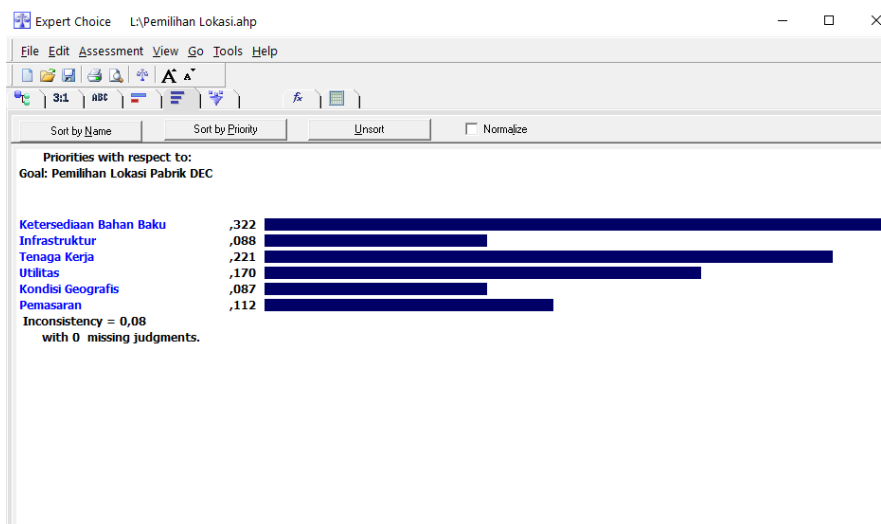 Expert Choice L:\Pemilihan Lokasi.ahp
File Edit Assessment View Go Tools Help
A A
3:1 ABC fx
Sort by Name Sort by Priority Unsort Normalize
Priorities with respect to:
Goal: Pemilihan Lokasi Pabrik DEC
Ketersediaan Bahan Baku ,322
Infrastruktur ,088
Tenaga Kerja ,221
Utilitas ,170
Kondisi Geografis ,087
Pemasaran ,112
Inconsistency = 0,08
with 0 missing judgments.